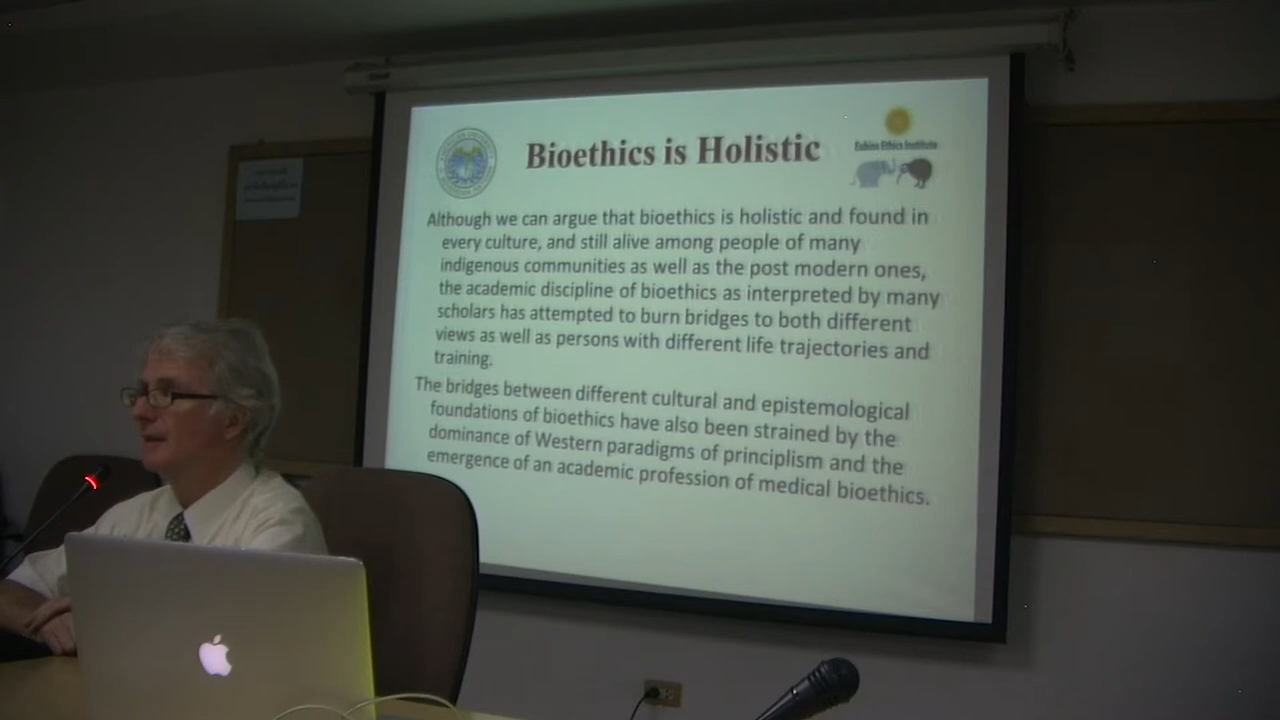 Bioethics is Holistic
Eubios Ethics Institute
Although we can argue that bioethics is holistic and found in
every culture, and still alive among people of many
indigenous communities as well as the post modern ones,
the academic discipline of bioethics as interpreted by many
scholars has attempted to burn bridges to both different
views as well as persons with different life trajectories and
training.
The bridges between different cultural and epistemological
foundations of bioethics have also been strained by the
dominance of Western paradigms of principlism and the
emergence of an academic profession of medical bioethics.